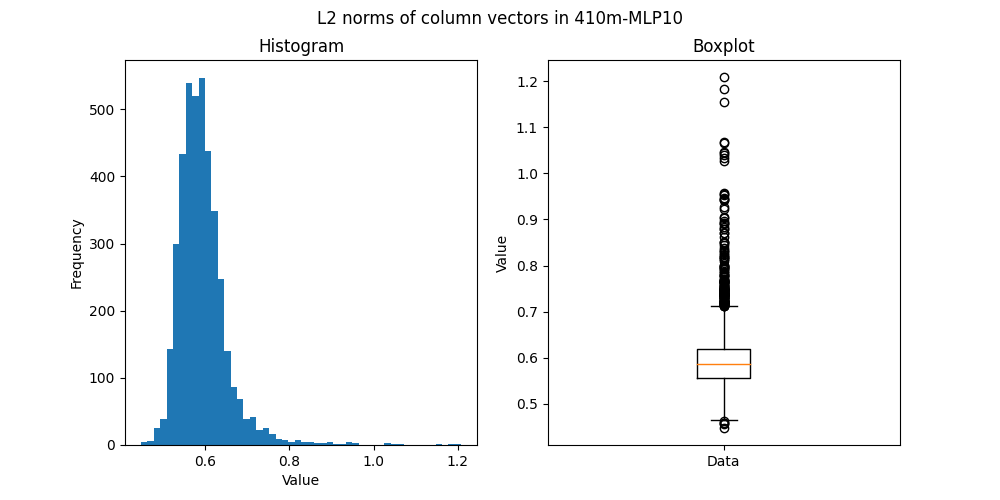 L2 norms of column vectors in 410m-MLP10
Histogram
Frequency
500
400
300
200
100
0
0.6 0.8 1.0 1.2
Value
Boxplot
Value
1.2
1.1
1.0
0.9
0.8
0.7
0.6
0.5
Data